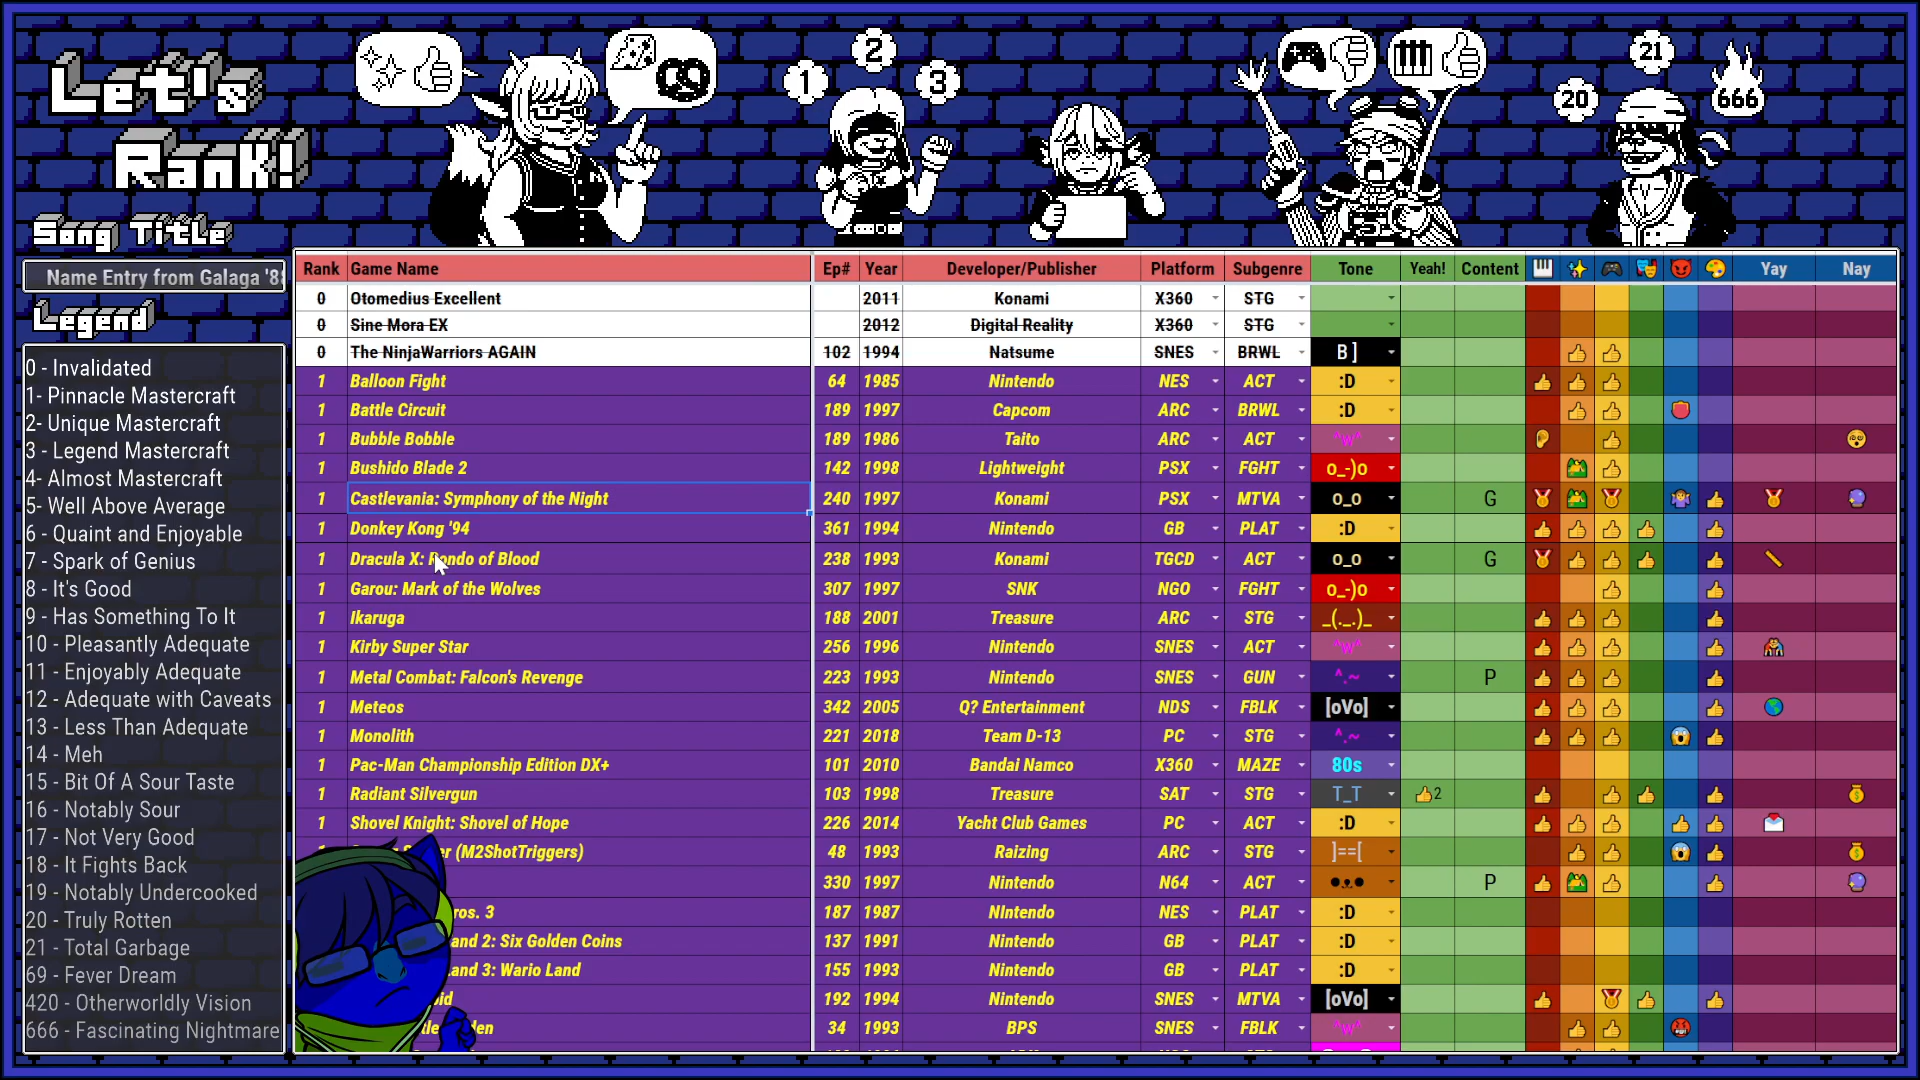 Let's
Rank!
1
2
3
20
21
666
Song Title
Name Entry from Galaga '8
Legend
0 - Invalidated
1- Pinnacle Mastercraft
2- Unique Mastercraft
3 - Legend Mastercraft
4- Almost Mastercraft
5- Well Above Average
6 - Quaint and Enjoyable
7 - Spark of Genius
8 - It's Good
9 - Has Something To It
10 - Pleasantly Adequate
11 - Enjoyably Adequate
12 - Adequate with Caveats
13 - Less Than Adequate
14 - Meh
15 - Bit Of A Sour Taste
16 - Notably Sour
17 - Not Very Good
18 - It Fights Back
19 - Notably Undercooked
20 - Truly Rotten
21 - Total Garbage
69 - Fever Dream
420 - Otherworldly Vision
666 - Fascinating Nightmare
Rank Game Name Ep# Year Developer/Publisher Platform Subgenre Tone Yeah! Content Yay Nay
0 Otomedius Excellent 2011 Konami X360 STG
0 Sine Mora EX 2012 Digital Reality X360 STG
0 The NinjaWarriors AGAIN 102 1994 Natsume SNES BRWL B ]
1 Balloon Fight 64 1985 Nintendo NES ACT :D
1 Battle Circuit 189 1997 Capcom ARC BRWL :D
1 Bubble Bobble 189 1986 Taito ARC ACT ^w^
1 Bushido Blade 2 142 1998 Lightweight PSX FGHT o_-)o
1 Castlevania: Symphony of the Night 240 1997 Konami PSX MTVA o_o G
1 Donkey Kong '94 361 1994 Nintendo GB PLAT :D
1 Dracula X: Rondo of Blood 238 1993 Konami TGCD ACT o_o G
1 Garou: Mark of the Wolves 307 1997 SNK NGO FGHT o_-)o
1 Ikaruga 188 2001 Treasure ARC STG _(._.)_
1 Kirby Super Star 256 1996 Nintendo SNES ACT ^w^
1 Metal Combat: Falcon's Revenge 223 1993 Nintendo SNES GUN ^.~ P
1 Meteos 342 2005 Q? Entertainment NDS FBLK [oVo]
1 Monolith 221 2018 Team D-13 PC STG ^.~
1 Pac-Man Championship Edition DX+ 101 2010 Bandai Namco X360 MAZE 80s
1 Radiant Silvergun 103 1998 Treasure SAT STG T_T 2
1 Shovel Knight: Shovel of Hope 226 2014 Yacht Club Games PC ACT :D
(M2ShotTriggers) 48 1993 Raizing ARC STG ]==[
330 1997 Nintendo N64 ACT P
ros. 3 187 1987 NIntendo NES PLAT :D
and 2: Six Golden Coins 137 1991 Nintendo GB PLAT :D
and 3: Wario Land 155 1993 Nintendo GB PLAT :D
192 1994 Nintendo SNES MTVA [oVo]
34 1993 BPS SNES FBLK ^w^